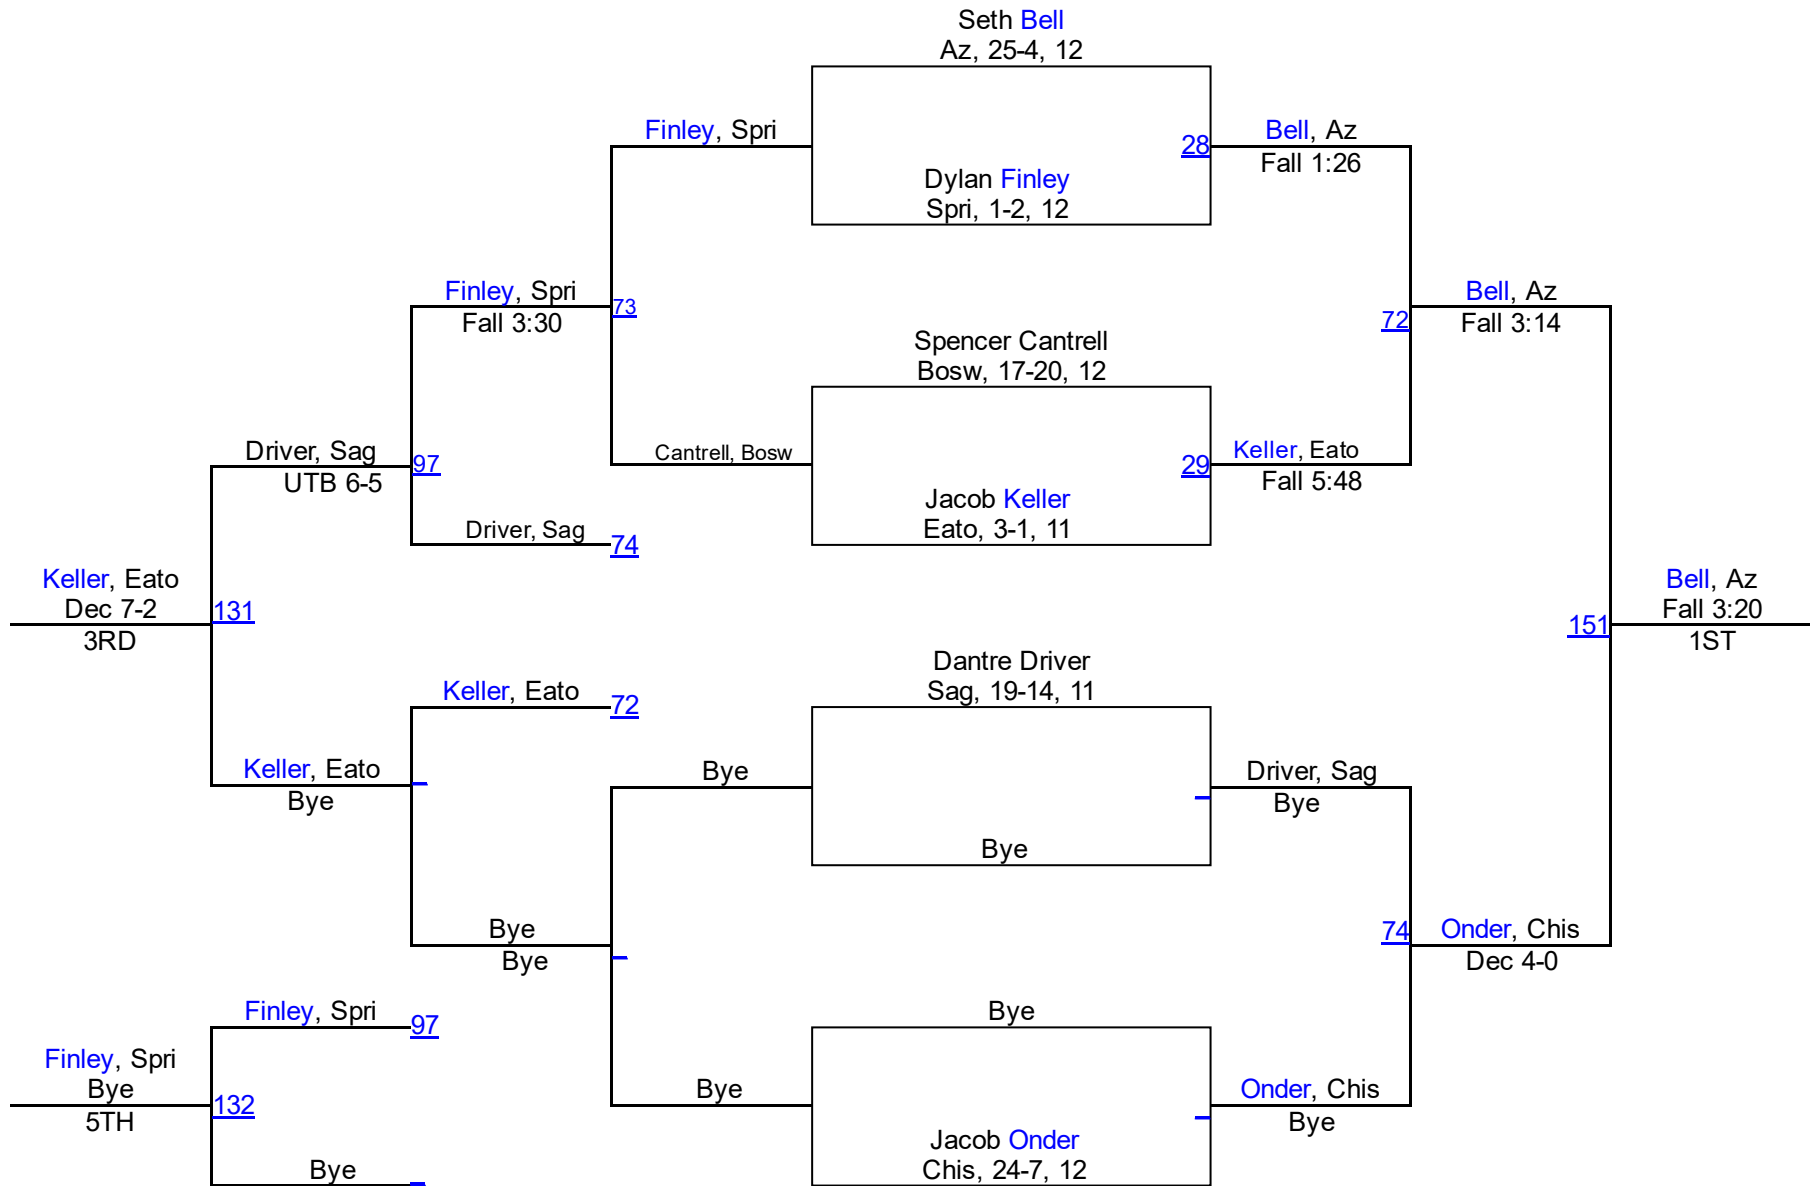 Seth Bell
Az, 25-4, 12
Finley, Spri
28
Bell, Az
Fall 1:26
Dylan Finley
Spri, 1-2, 12
Finley, Spri
Fall 3:30
73
Bell, Az
Fall 3:14
72
Spencer Cantrell
Bosw, 17-20, 12
Driver, Sag
UTB 6-5
97
Cantrell, Bosw
29
Keller, Eato
Fall 5:48
Jacob Keller
Eato, 3-1, 11
Driver, Sag
74
Keller, Eato
Dec 7-2
3RD
131
Bell, Az
Fall 3:20
1ST
151
Dantre Driver
Sag, 19-14, 11
Keller, Eato
72
Keller, Eato
Bye
Bye
Driver, Sag
Bye
Bye
Bye
Bye
74
Onder, Chis
Dec 4-0
Finley, Spri
97
Bye
Finley, Spri
Bye
5TH
132
Bye
Onder, Chis
Bye
Jacob Onder
Chis, 24-7, 12
Bye